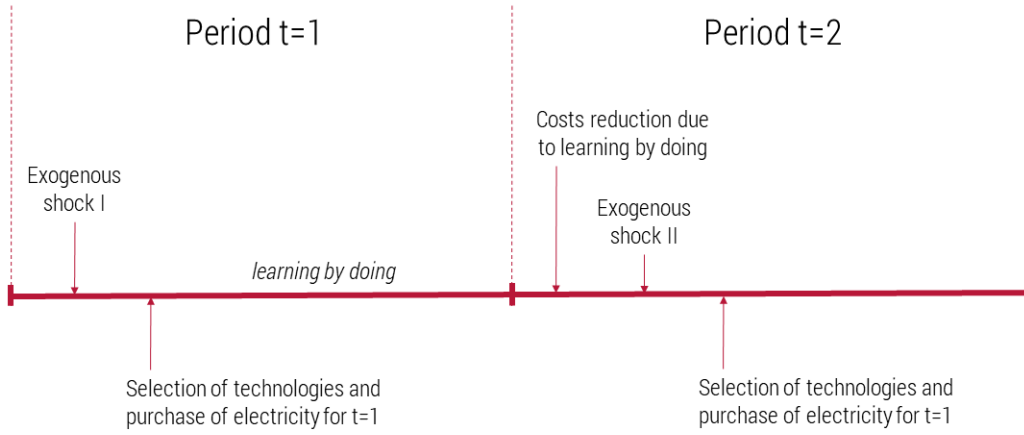 Period t=1
Period t=2
Costs reduction due
to learning by doing
Exogenous
shock I
Exogenous
shock II
learning by doing
Selection of technologies and
purchase of electricity for t=1
Selection of technologies and
purchase of electricity for t=1